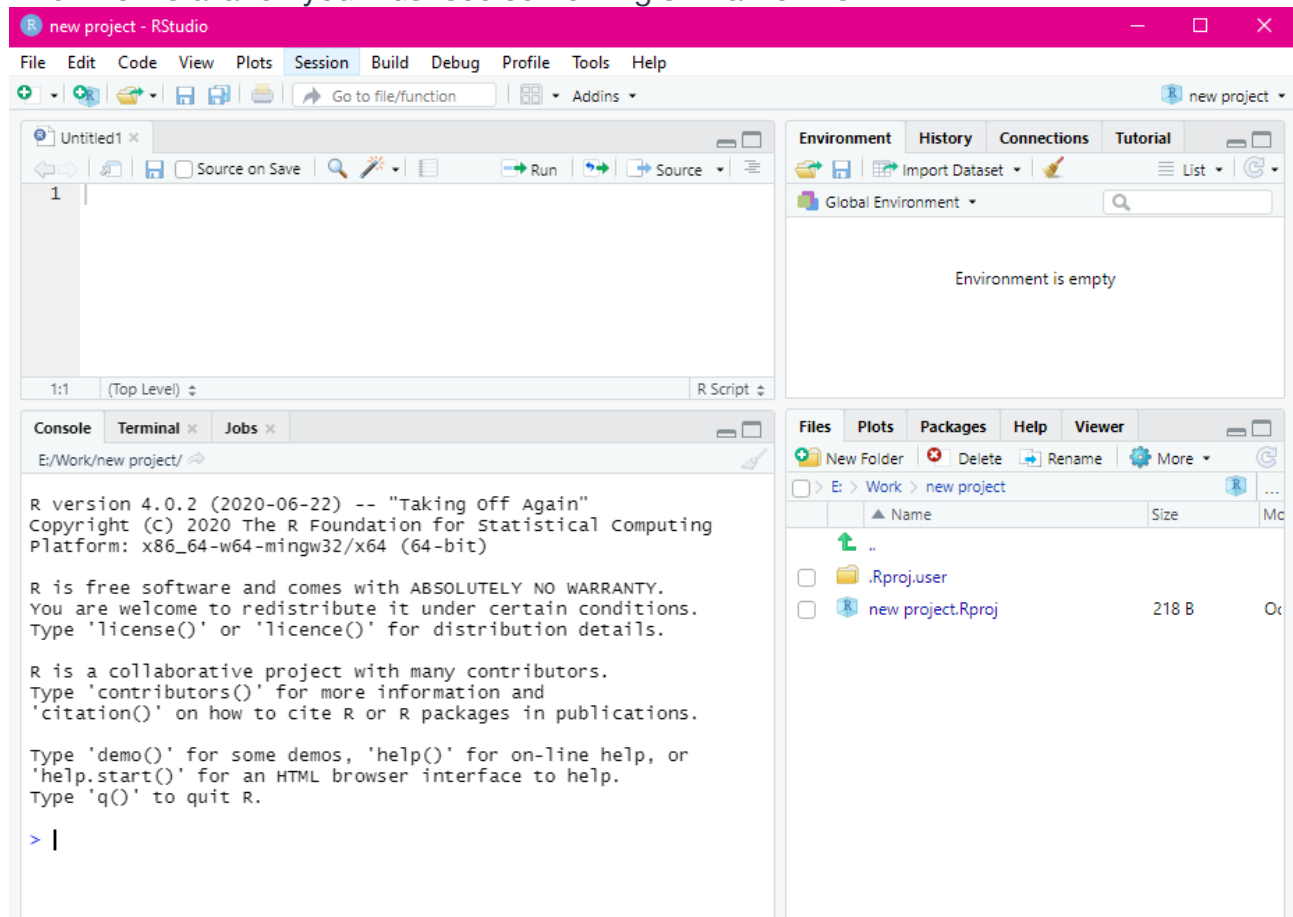 new project - RStudio
File Edit Code View Plots Session Build Debug Profile Tools Help
Go to file/function Addins new project
Untitled1
Source on Save Run Source
1
1:1 (Top Level) R Script
Console Terminal Jobs
E:/Work/new project/
R version 4.0.2 (2020-06-22) -- "Taking Off Again"
Copyright (C) 2020 The R Foundation for Statistical Computing
Platform: x86_64-w64-mingw32/x64 (64-bit)
R is free software and comes with ABSOLUTELY NO WARRANTY.
You are welcome to redistribute it under certain conditions.
Type 'license()' or 'licence()' for distribution details.
R is a collaborative project with many contributors.
Type 'contributors()' for more information and
'citation()' on how to cite R or R packages in publications.
Type 'demo()' for some demos, 'help()' for on-line help, or
'help.start()' for an HTML browser interface to help.
Type 'q()' to quit R.
>
Environment History Connections Tutorial
Import Dataset List
Global Environment
Environment is empty
Files Plots Packages Help Viewer
New Folder Delete Rename More
E: > Work > new project ...
Name Size
..
.Rproj.user
new project.Rproj 218 B